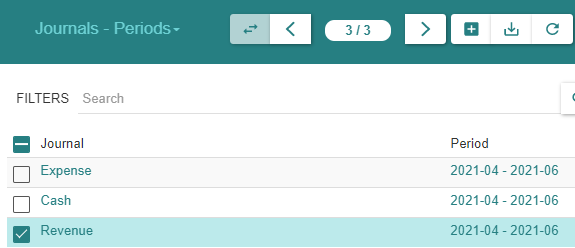 Journals - Periods
3 / 3
FILTERS Search
Journal Period
Expense 2021-04 - 2021-06
Cash 2021-04 - 2021-06
Revenue 2021-04 - 2021-06